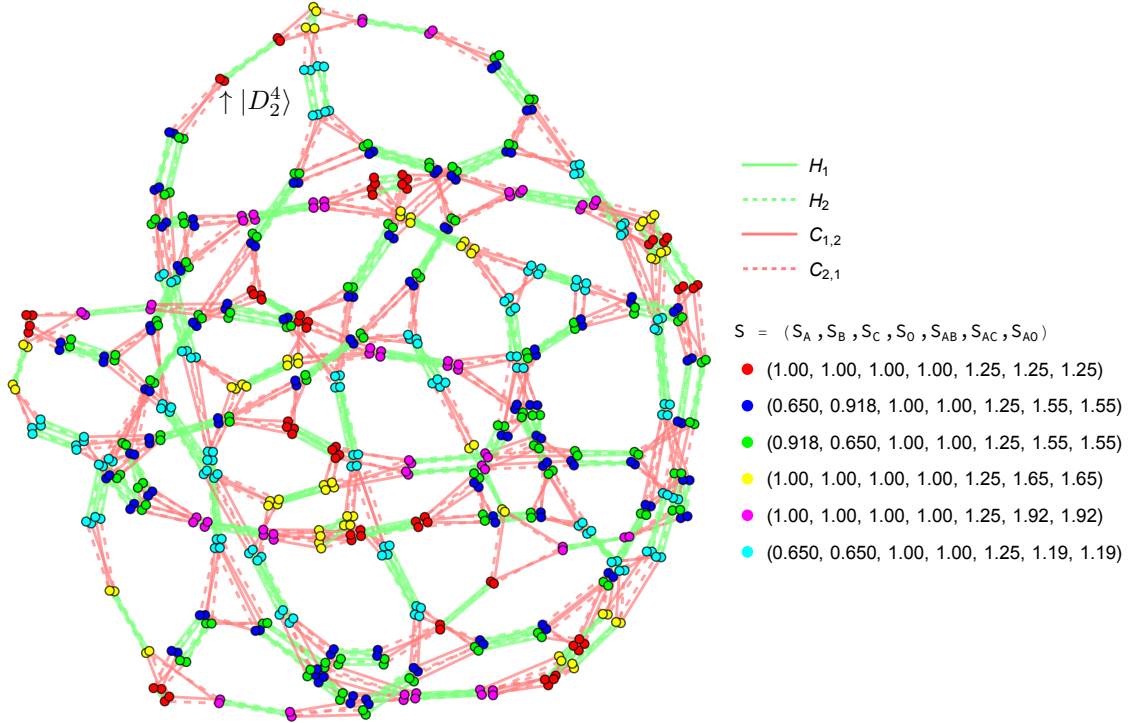 ↑ |D₂⁴⟩
H₁
H₂
C₁,₂
C₂,₁
S = (S_A ,S_B ,S_C ,S_O ,S_AB ,S_AC ,S_AO)
(1.00, 1.00, 1.00, 1.00, 1.25, 1.25, 1.25)
(0.650, 0.918, 1.00, 1.00, 1.25, 1.55, 1.55)
(0.918, 0.650, 1.00, 1.00, 1.25, 1.55, 1.55)
(1.00, 1.00, 1.00, 1.00, 1.25, 1.65, 1.65)
(1.00, 1.00, 1.00, 1.00, 1.25, 1.92, 1.92)
(0.650, 0.650, 1.00, 1.00, 1.25, 1.19, 1.19)